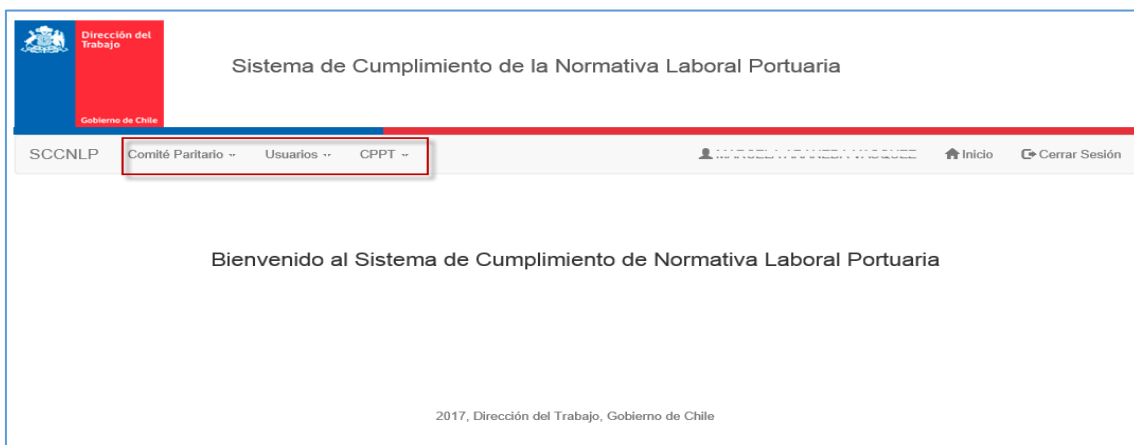 Dirección del
Trabajo
Gobierno de Chile
Sistema de Cumplimiento de la Normativa Laboral Portuaria
SCCNLP Comité Paritario Usuarios CPPT Inicio Cerrar Sesión
Bienvenido al Sistema de Cumplimiento de Normativa Laboral Portuaria
2017, Dirección del Trabajo, Gobierno de Chile